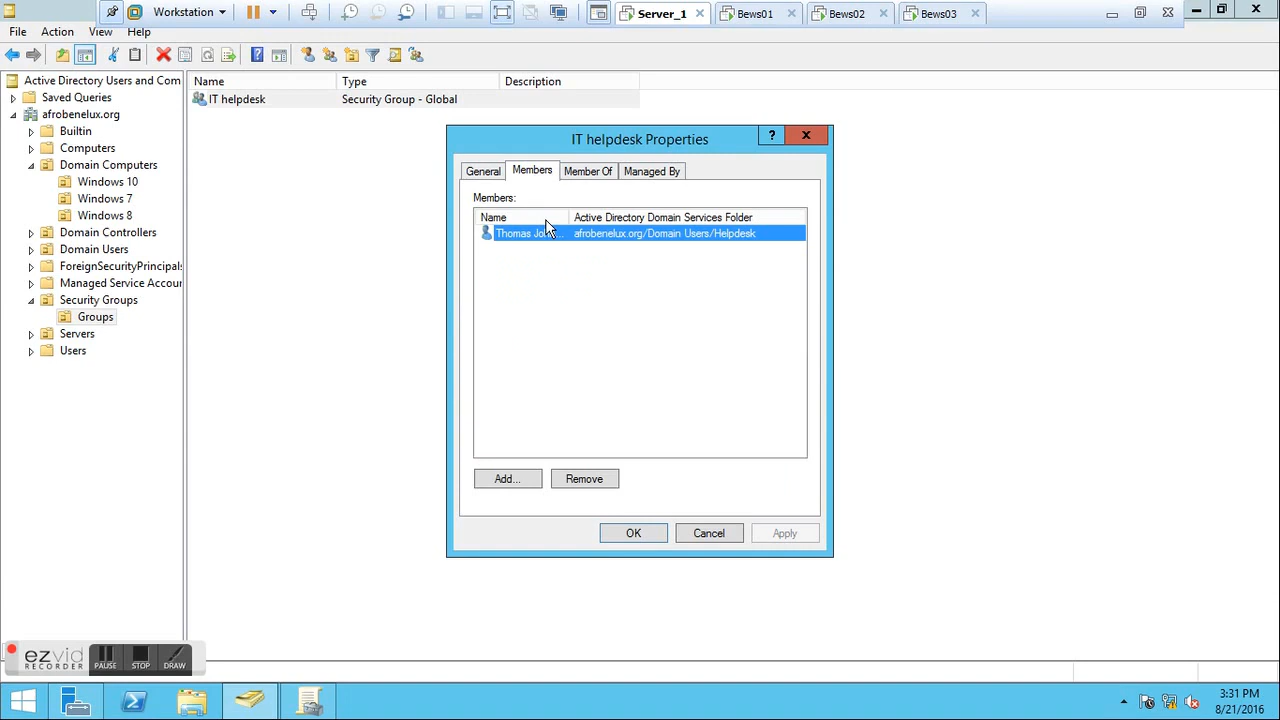 Workstation
Server_1
Bews01
Bews02
Bews03
File Action View Help
Active Directory Users and Com
Saved Queries
afrobenelux.org
Builtin
Computers
Domain Computers
Windows 10
Windows 7
Windows 8
Domain Controllers
Domain Users
ForeignSecurityPrincipals
Managed Service Accour
Security Groups
Groups
Servers
Users
Name Type Description
IT helpdesk Security Group - Global
IT helpdesk Properties
General Members Member Of Managed By
Members:
Name Active Directory Domain Services Folder
Thomas afrobenelux.org/Domain Users/Helpdesk
Add... Remove
OK Cancel Apply
ezvid
RECORDER
PAUSE STOP DRAW
3:31 PM
8/21/2016